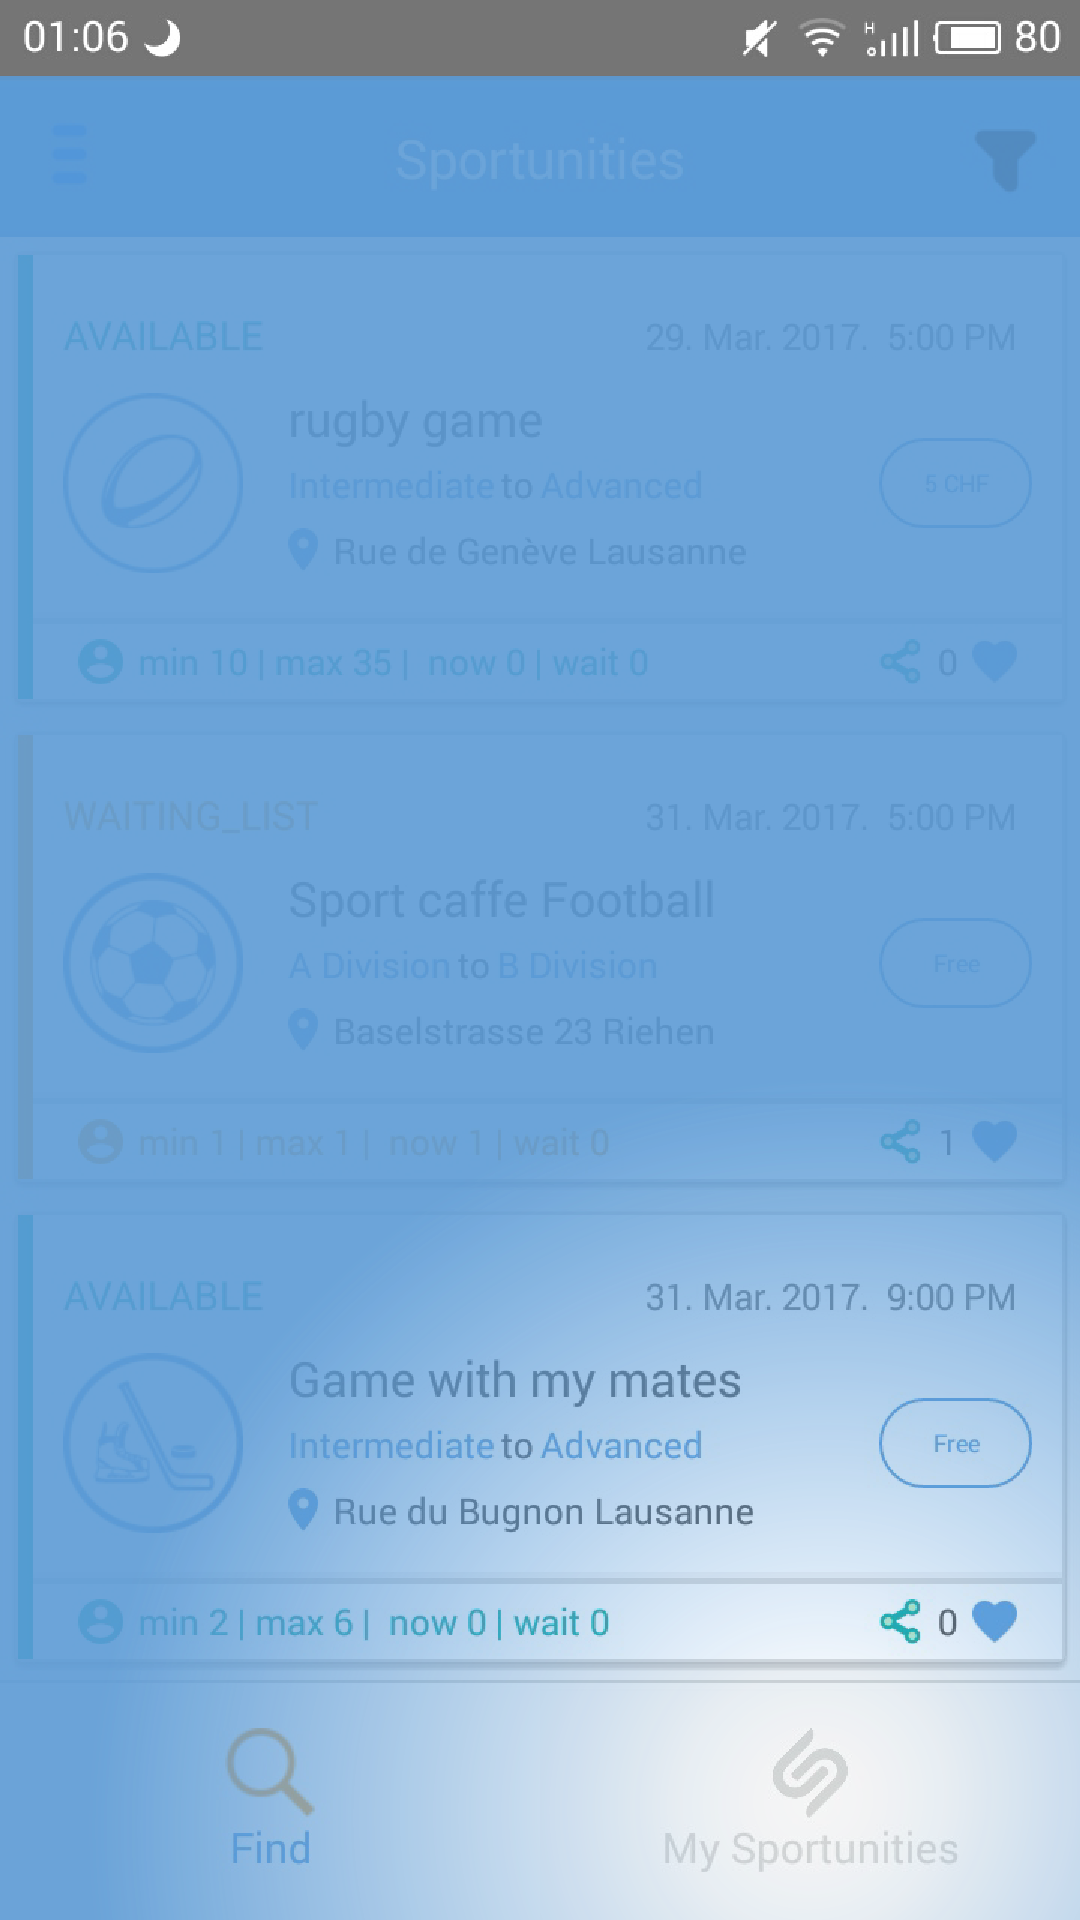 01:06 80
Sportunities
AVAILABLE 29. Mar. 2017. 5:00 PM
rugby game
Intermediate to Advanced
5 CHF
Rue de Genève Lausanne
min 10 | max 35 | now 0 | wait 0 0
WAITING_LIST 31. Mar. 2017. 5:00 PM
Sport caffe Football
A Division to B Division
Free
Baselstrasse 23 Riehen
min 1 | max 1 | now 1 | wait 0 1
AVAILABLE 31. Mar. 2017. 9:00 PM
Game with my mates
Intermediate to Advanced
Free
Rue du Bugnon Lausanne
min 2 | max 6 | now 0 | wait 0 0
Find My Sportunities